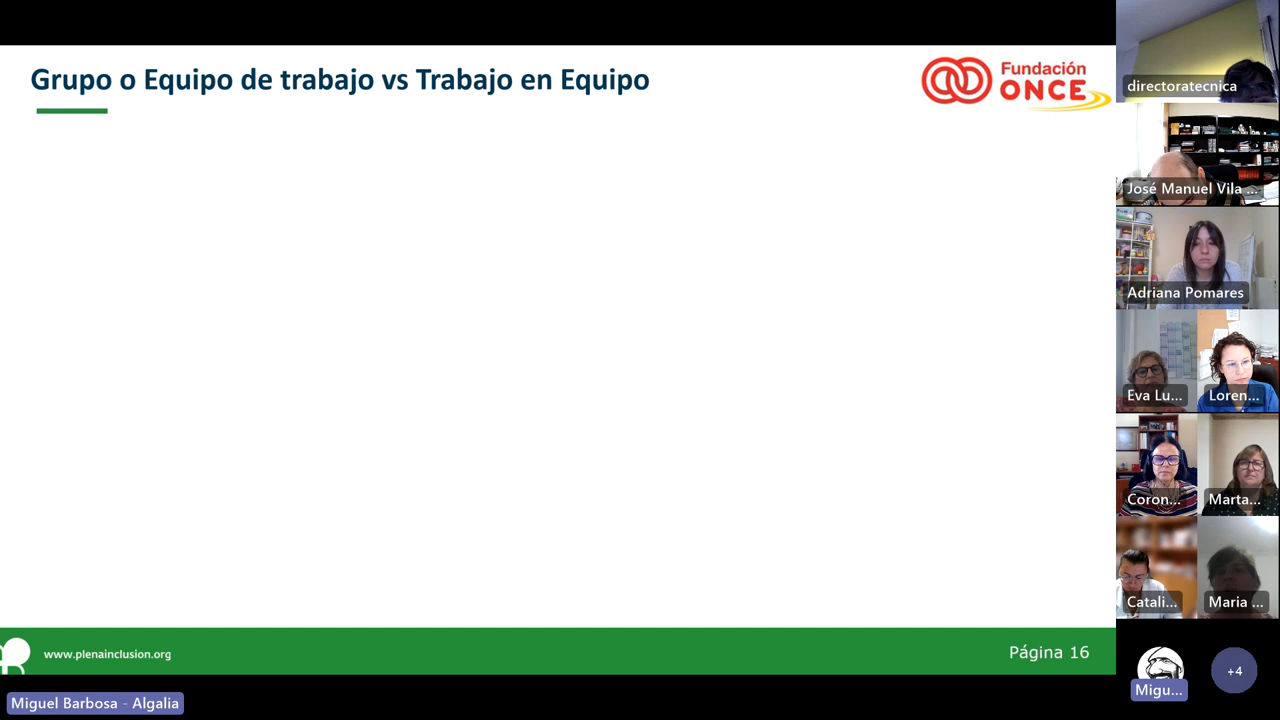 Grupo o Equipo de trabajo vs Trabajo en Equipo
Fundación
ONCE
www.plenainclusion.org
Página 16
Miguel Barbosa - Algalia
directoratecnica
José Manuel Vila ...
Adriana Pomares
Eva Lu...
Loren...
Coron...
Marta...
Catali...
Maria ...
Migu...
+4